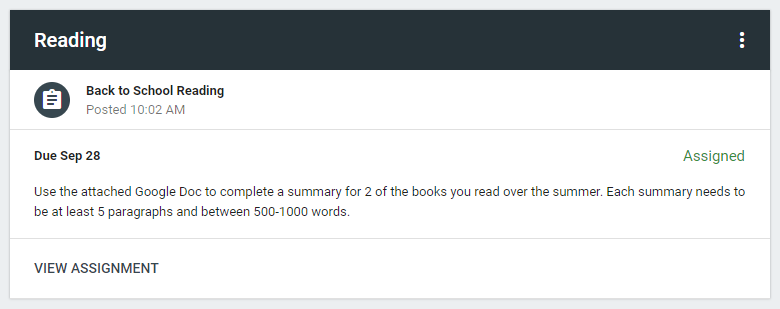 Reading
Back to School Reading
Posted 10:02 AM
Due Sep 28
Assigned
Use the attached Google Doc to complete a summary for 2 of the books you read over the summer. Each summary needs to
be at least 5 paragraphs and between 500-1000 words.
VIEW ASSIGNMENT